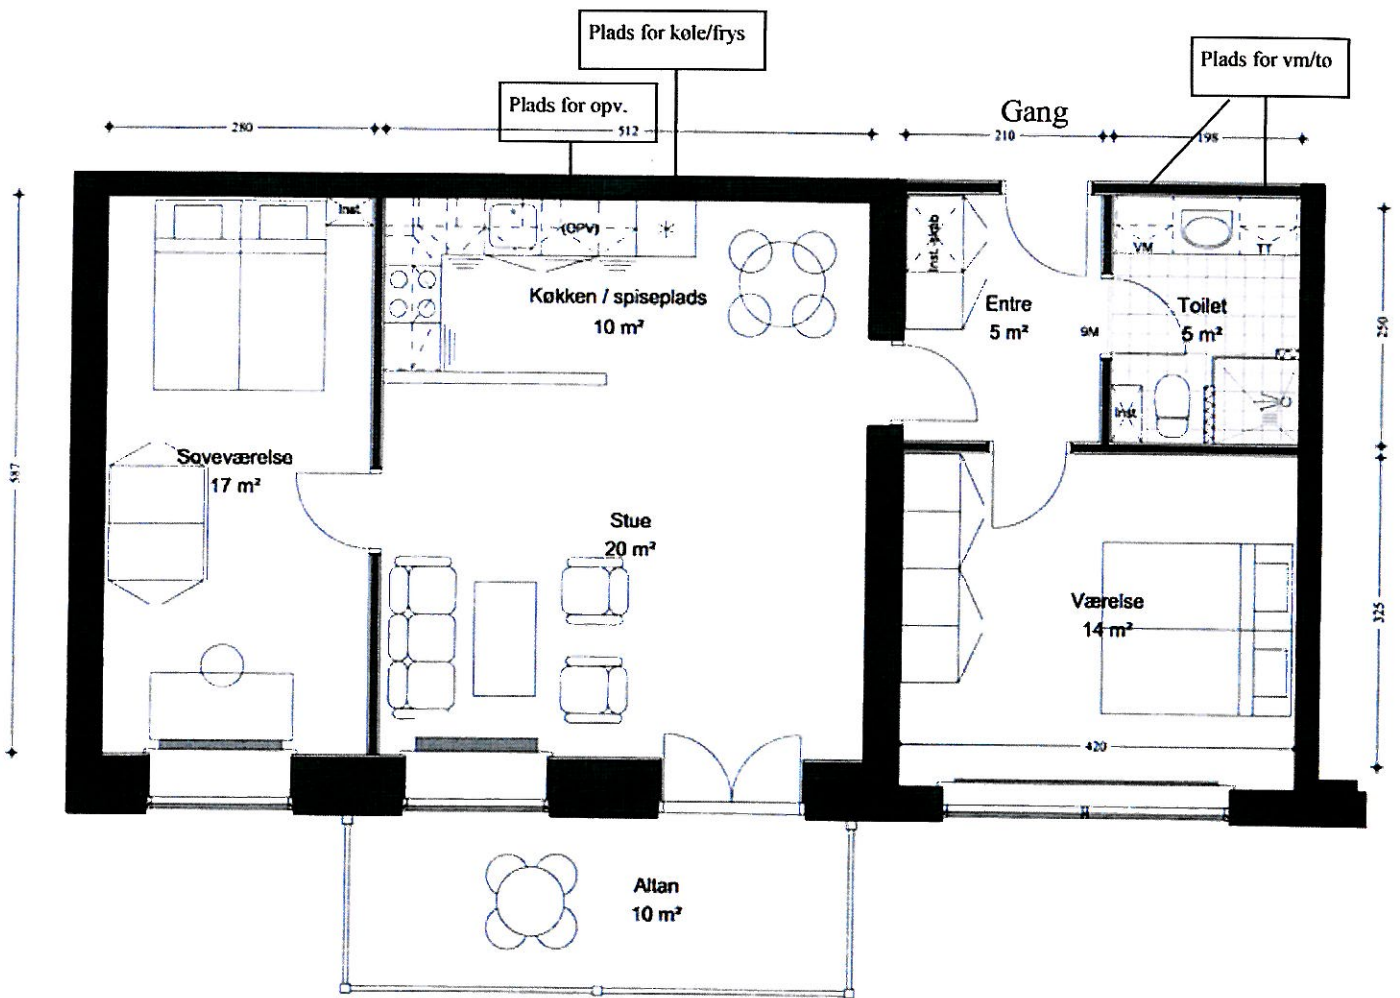 Plads for køle/frys
Plads for vm/tø
Plads for opv.
Gang
280
512
210
198
Inst
(OPV)
Inst. skab
VM
TT
Køkken / spiseplads
10 m²
Entre
5 m²
9M
Toilet
5 m²
250
Inst
Soveværelse
17 m²
587
Stue
20 m²
Værelse
14 m²
325
420
Altan
10 m²